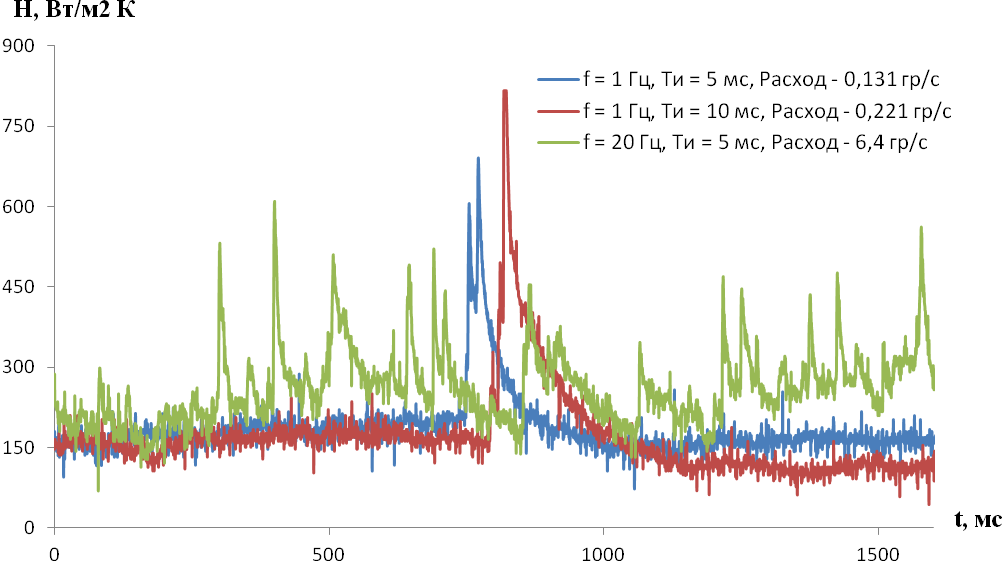 H, Вт/м2 К
900
750
600
450
300
150
0
f = 1 Гц, Ти = 5 мс, Расход - 0,131 гр/с
f = 1 Гц, Ти = 10 мс, Расход - 0,221 гр/с
f = 20 Гц, Ти = 5 мс, Расход - 6,4 гр/с
t, мс
0
500
1000
1500